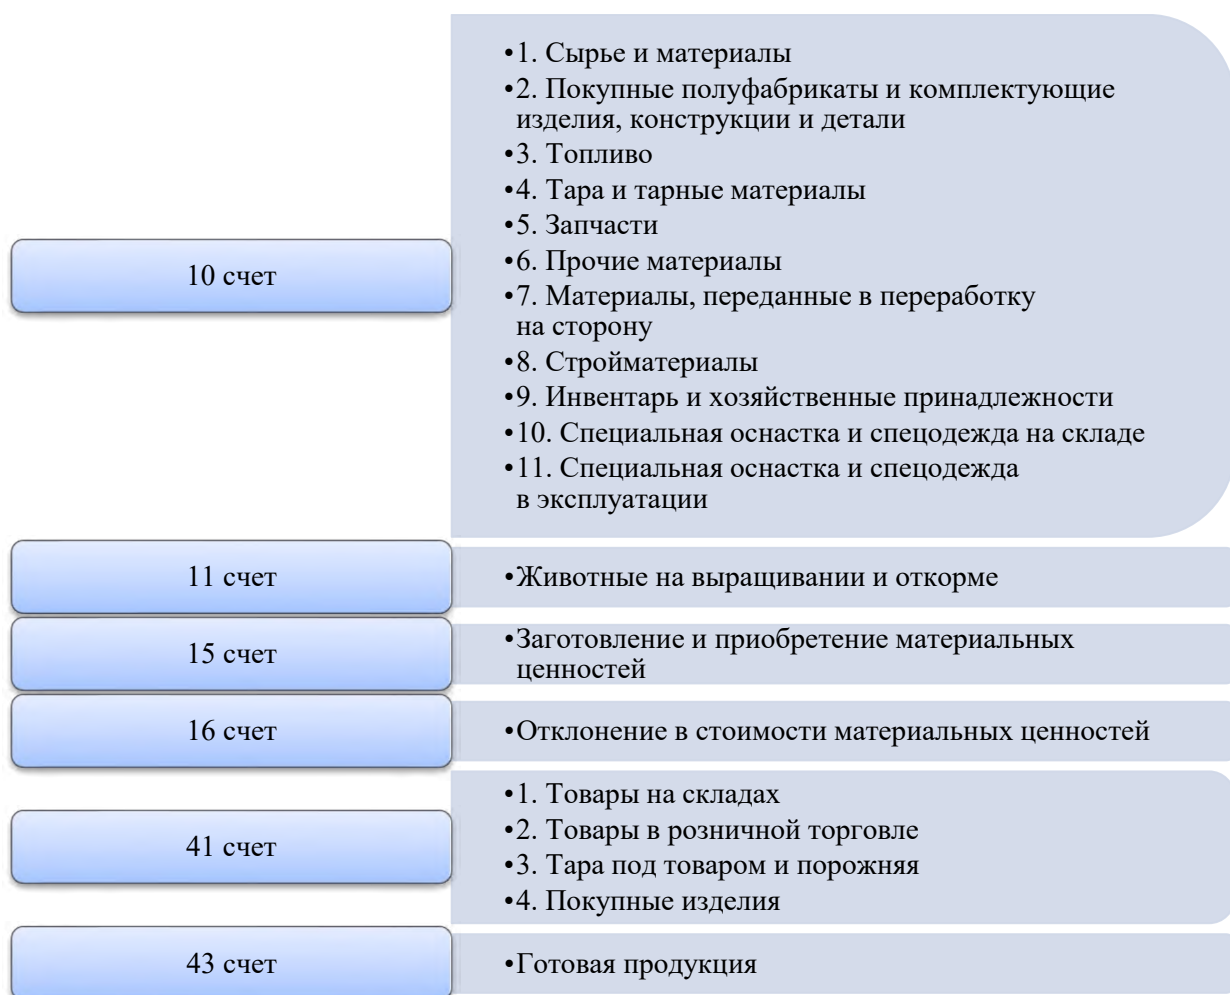 10 счет
•1. Сырье и материалы
•2. Покупные полуфабрикаты и комплектующие
изделия, конструкции и детали
•3. Топливо
•4. Тара и тарные материалы
•5. Запчасти
•6. Прочие материалы
•7. Материалы, переданные в переработку
на сторону
•8. Стройматериалы
•9. Инвентарь и хозяйственные принадлежности
•10. Специальная оснастка и спецодежда на складе
•11. Специальная оснастка и спецодежда
в эксплуатации
11 счет
•Животные на выращивании и откорме
15 счет
•Заготовление и приобретение материальных
ценностей
16 счет
•Отклонение в стоимости материальных ценностей
41 счет
•1. Товары на складах
•2. Товары в розничной торговле
•3. Тара под товаром и порожняя
•4. Покупные изделия
43 счет
•Готовая продукция